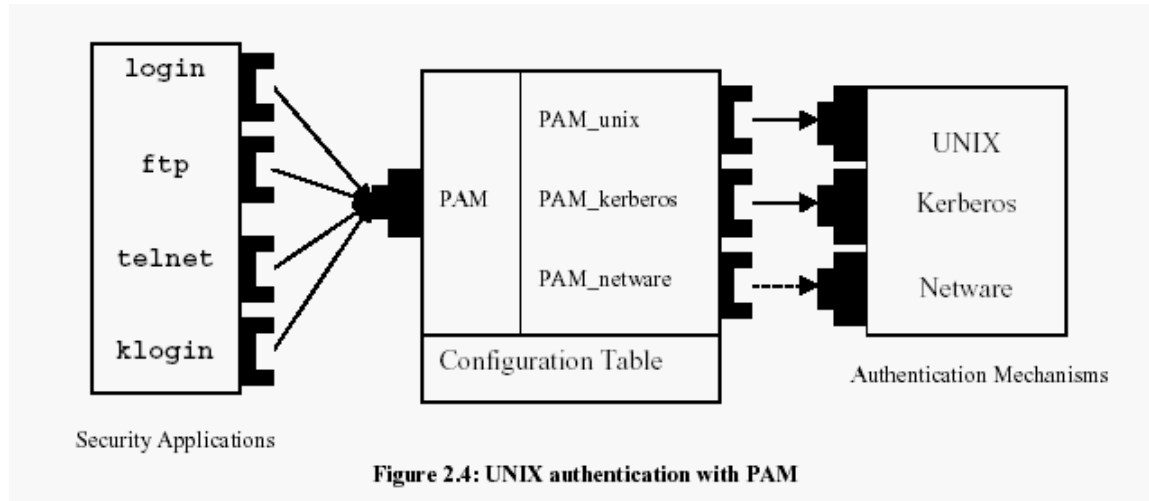 login
ftp
telnet
klogin
Security Applications
PAM
PAM_unix
PAM_kerberos
PAM_netware
Configuration Table
UNIX
Kerberos
Netware
Authentication Mechanisms
Figure 2.4: UNIX authentication with PAM